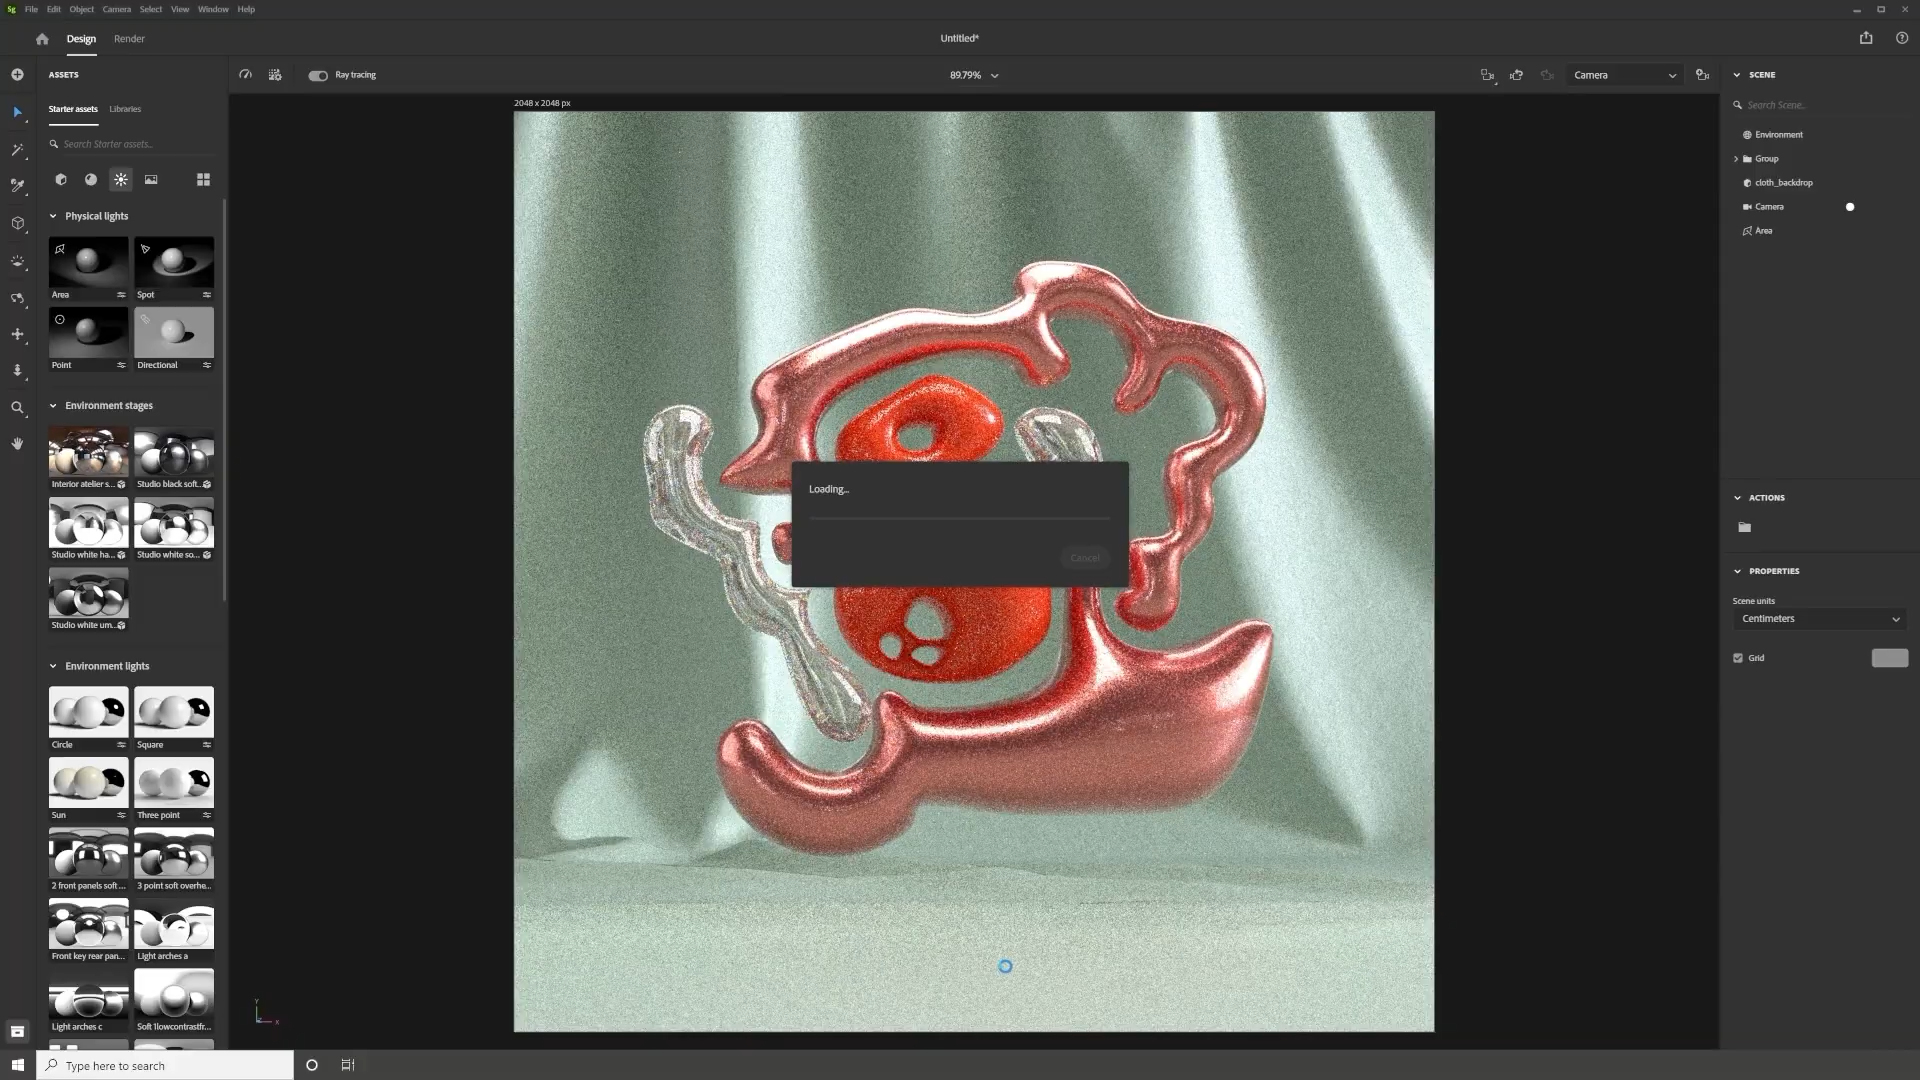 Sg File Edit Object Camera Select View Window Help
Design Render
Untitled*
ASSETS
Ray tracing
89.79%
Camera
SCENE
Starter assets Libraries
2048 x 2048 px
Search Scene...
Search Starter assets...
Environment
Group
cloth_backdrop
Camera
Area
Physical lights
Area Spot
Point Directional
Environment stages
Interior atelier s... Studio black soft...
Studio white ha... Studio white so...
Studio white um...
Loading...
Cancel
ACTIONS
PROPERTIES
Scene units
Centimeters
Grid
Environment lights
Circle Square
Sun Three point
2 front panels soft ... 3 point soft overhe...
Front key rear pan... Light arches a
Light arches c Soft 1lowcontrastfr...
Y
X
Type here to search